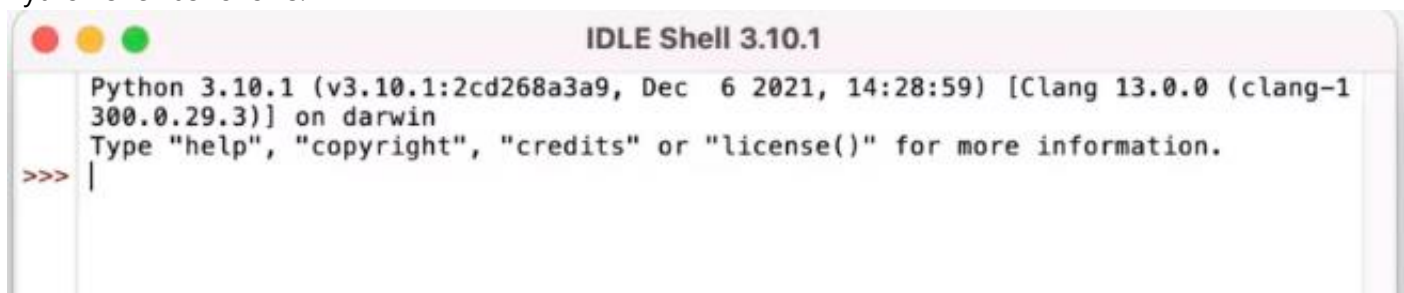 IDLE Shell 3.10.1
Python 3.10.1 (v3.10.1:2cd268a3a9, Dec  6 2021, 14:28:59) [Clang 13.0.0 (clang-1
300.0.29.3)] on darwin
Type "help", "copyright", "credits" or "license()" for more information.
>>>